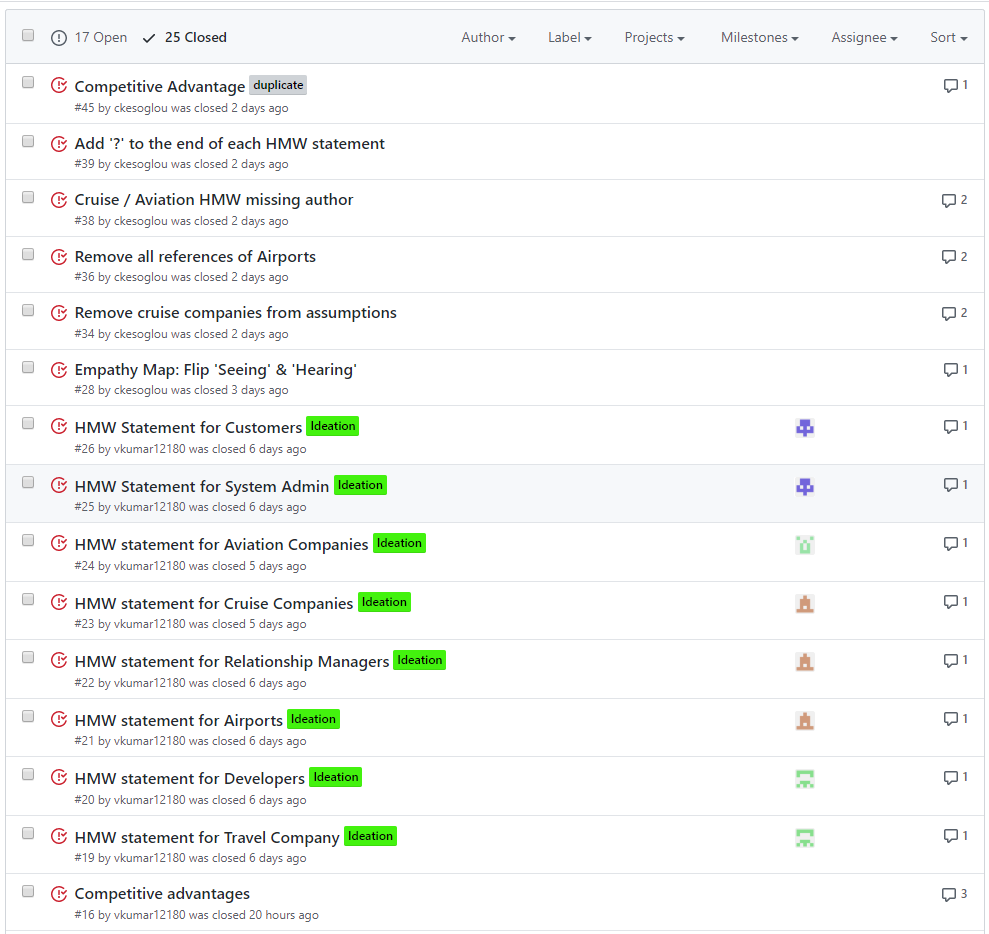 17 Open 25 Closed Author Label Projects Milestones Assignee Sort
Competitive Advantage duplicate 1
#45 by ckesoglou was closed 2 days ago
Add '?' to the end of each HMW statement
#39 by ckesoglou was closed 2 days ago
Cruise / Aviation HMW missing author 2
#38 by ckesoglou was closed 2 days ago
Remove all references of Airports 2
#36 by ckesoglou was closed 2 days ago
Remove cruise companies from assumptions 2
#34 by ckesoglou was closed 2 days ago
Empathy Map: Flip 'Seeing' & 'Hearing' 1
#28 by ckesoglou was closed 3 days ago
HMW Statement for Customers Ideation 1
#26 by vkumar12180 was closed 6 days ago
HMW Statement for System Admin Ideation 1
#25 by vkumar12180 was closed 6 days ago
HMW statement for Aviation Companies Ideation 1
#24 by vkumar12180 was closed 5 days ago
HMW statement for Cruise Companies Ideation 1
#23 by vkumar12180 was closed 5 days ago
HMW statement for Relationship Managers Ideation 1
#22 by vkumar12180 was closed 6 days ago
HMW statement for Airports Ideation 1
#21 by vkumar12180 was closed 6 days ago
HMW statement for Developers Ideation 1
#20 by vkumar12180 was closed 6 days ago
HMW statement for Travel Company Ideation 1
#19 by vkumar12180 was closed 6 days ago
Competitive advantages 3
#16 by vkumar12180 was closed 20 hours ago